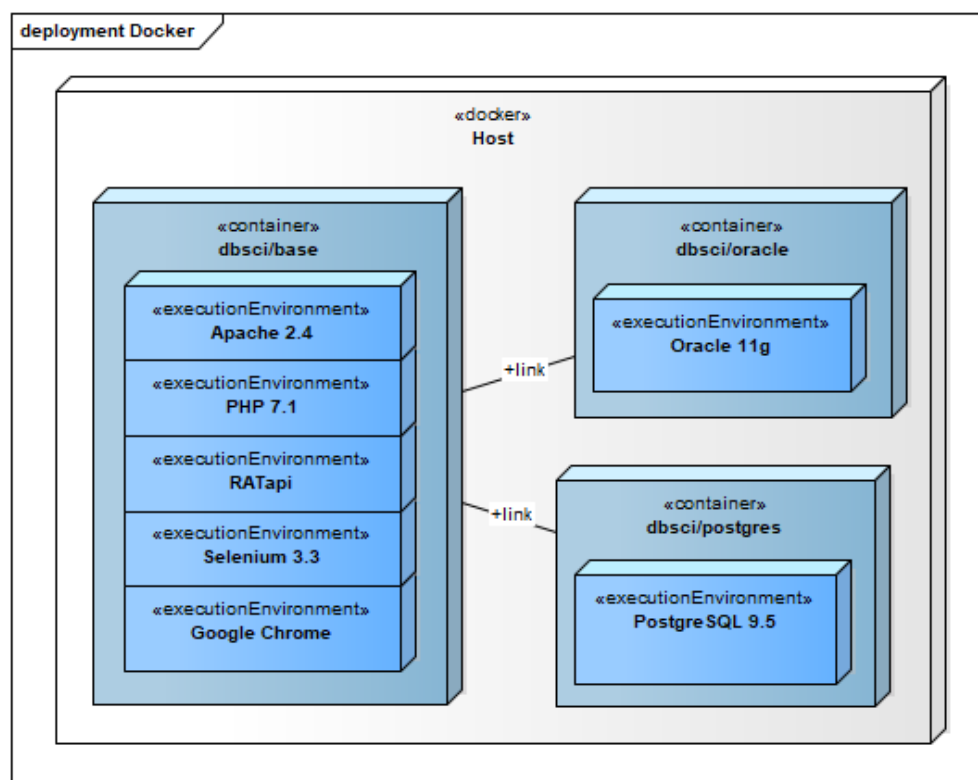 deployment Docker
«docker»
Host
«container»
dbsci/base
«executionEnvironment»
Apache 2.4
«executionEnvironment»
PHP 7.1
«executionEnvironment»
RATapi
«executionEnvironment»
Selenium 3.3
«executionEnvironment»
Google Chrome
+link
+link
«container»
dbsci/oracle
«executionEnvironment»
Oracle 11g
«container»
dbsci/postgres
«executionEnvironment»
PostgreSQL 9.5